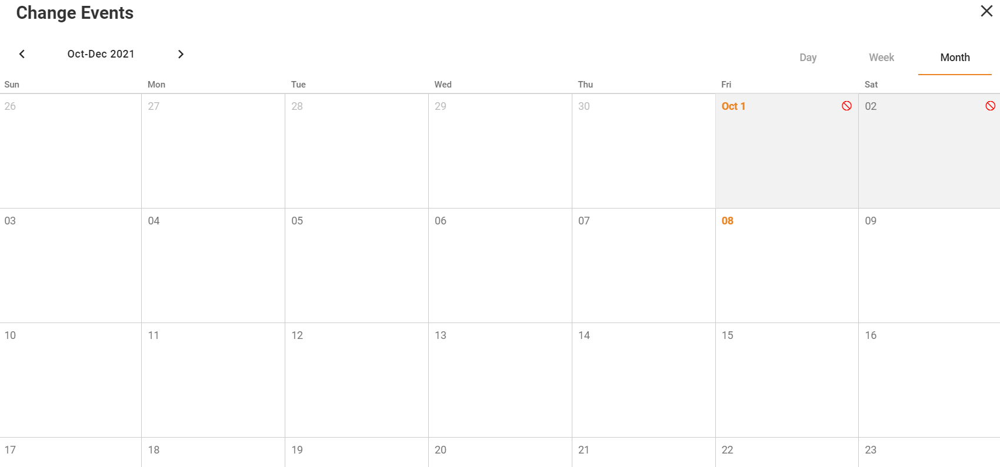 Change Events
Oct-Dec 2021
Day Week Month
Sun Mon Tue Wed Thu Fri Sat
26 27 28 29 30 Oct 1 02
03 04 05 06 07 08 09
10 11 12 13 14 15 16
17 18 19 20 21 22 23